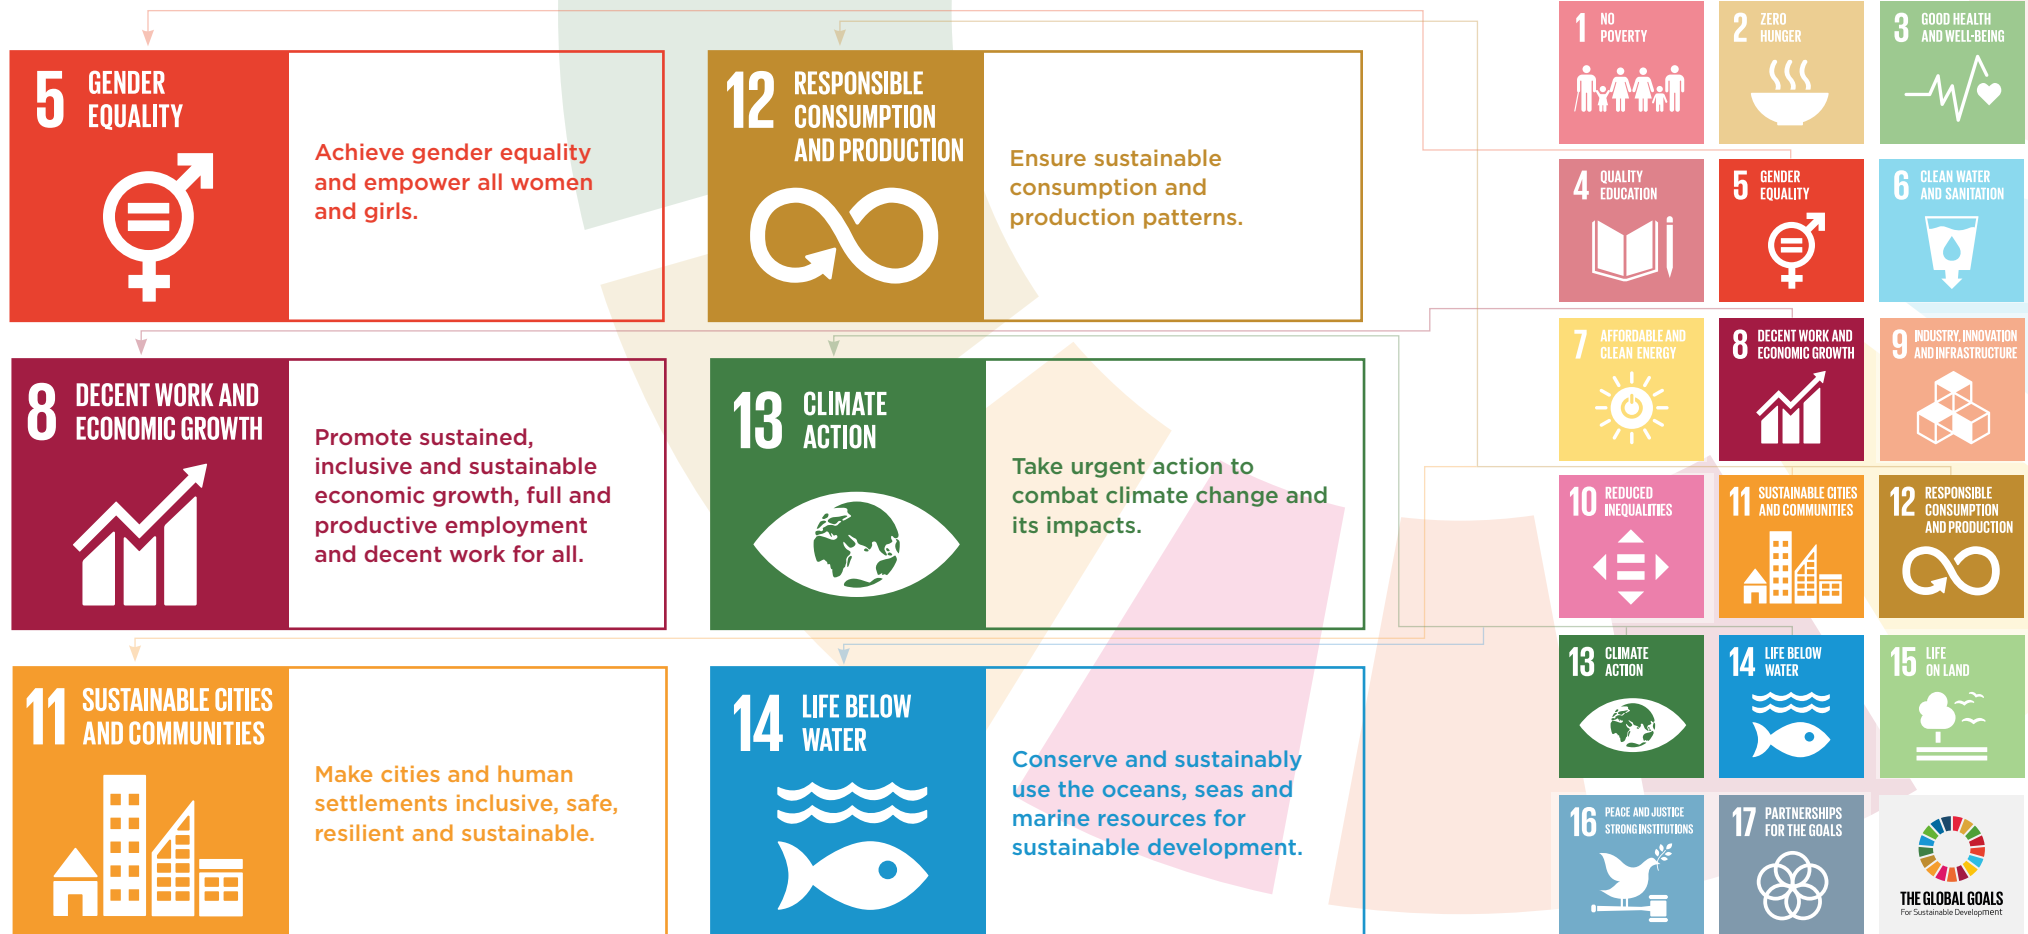 5 GENDER
EQUALITY
Achieve gender equality
and empower all women
and girls.
12 RESPONSIBLE
CONSUMPTION
AND PRODUCTION
Ensure sustainable
consumption and
production patterns.
8 DECENT WORK AND
ECONOMIC GROWTH
Promote sustained,
inclusive and sustainable
economic growth, full and
productive employment
and decent work for all.
13 CLIMATE
ACTION
Take urgent action to
combat climate change and
its impacts.
11 SUSTAINABLE CITIES
AND COMMUNITIES
Make cities and human
settlements inclusive, safe,
resilient and sustainable.
14 LIFE BELOW
WATER
Conserve and sustainably
use the oceans, seas and
marine resources for
sustainable development.
1 NO
POVERTY
2 ZERO
HUNGER
3 GOOD HEALTH
AND WELL-BEING
4 QUALITY
EDUCATION
5 GENDER
EQUALITY
6 CLEAN WATER
AND SANITATION
7 AFFORDABLE AND
CLEAN ENERGY
8 DECENT WORK AND
ECONOMIC GROWTH
9 INDUSTRY, INNOVATION
AND INFRASTRUCTURE
10 REDUCED
INEQUALITIES
11 SUSTAINABLE CITIES
AND COMMUNITIES
12 RESPONSIBLE
CONSUMPTION
AND PRODUCTION
13 CLIMATE
ACTION
14 LIFE BELOW
WATER
15 LIFE
ON LAND
16 PEACE AND JUSTICE
STRONG INSTITUTIONS
17 PARTNERSHIPS
FOR THE GOALS
THE GLOBAL GOALS
For Sustainable Development